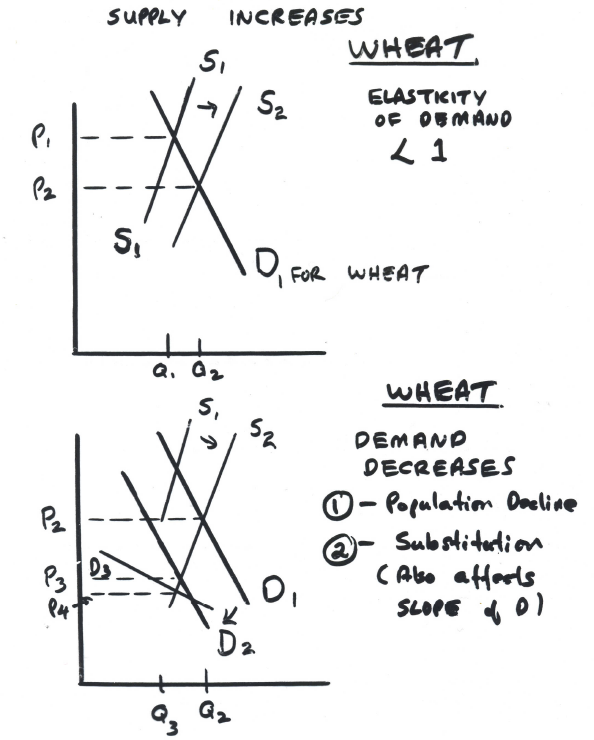 SUPPLY INCREASES
WHEAT
ELASTICITY
OF DEMAND
< 1
S₁
S₂
P₁
P₂
S₁
D₁ FOR WHEAT
Q₁ Q₂
WHEAT
S₁
S₂
DEMAND
DECREASES
① - Population Decline
② - Substitution
(Also affects
SLOPE of D)
P₂
D₃
P₃
P₄
D₁
D₂
Q₃ Q₂